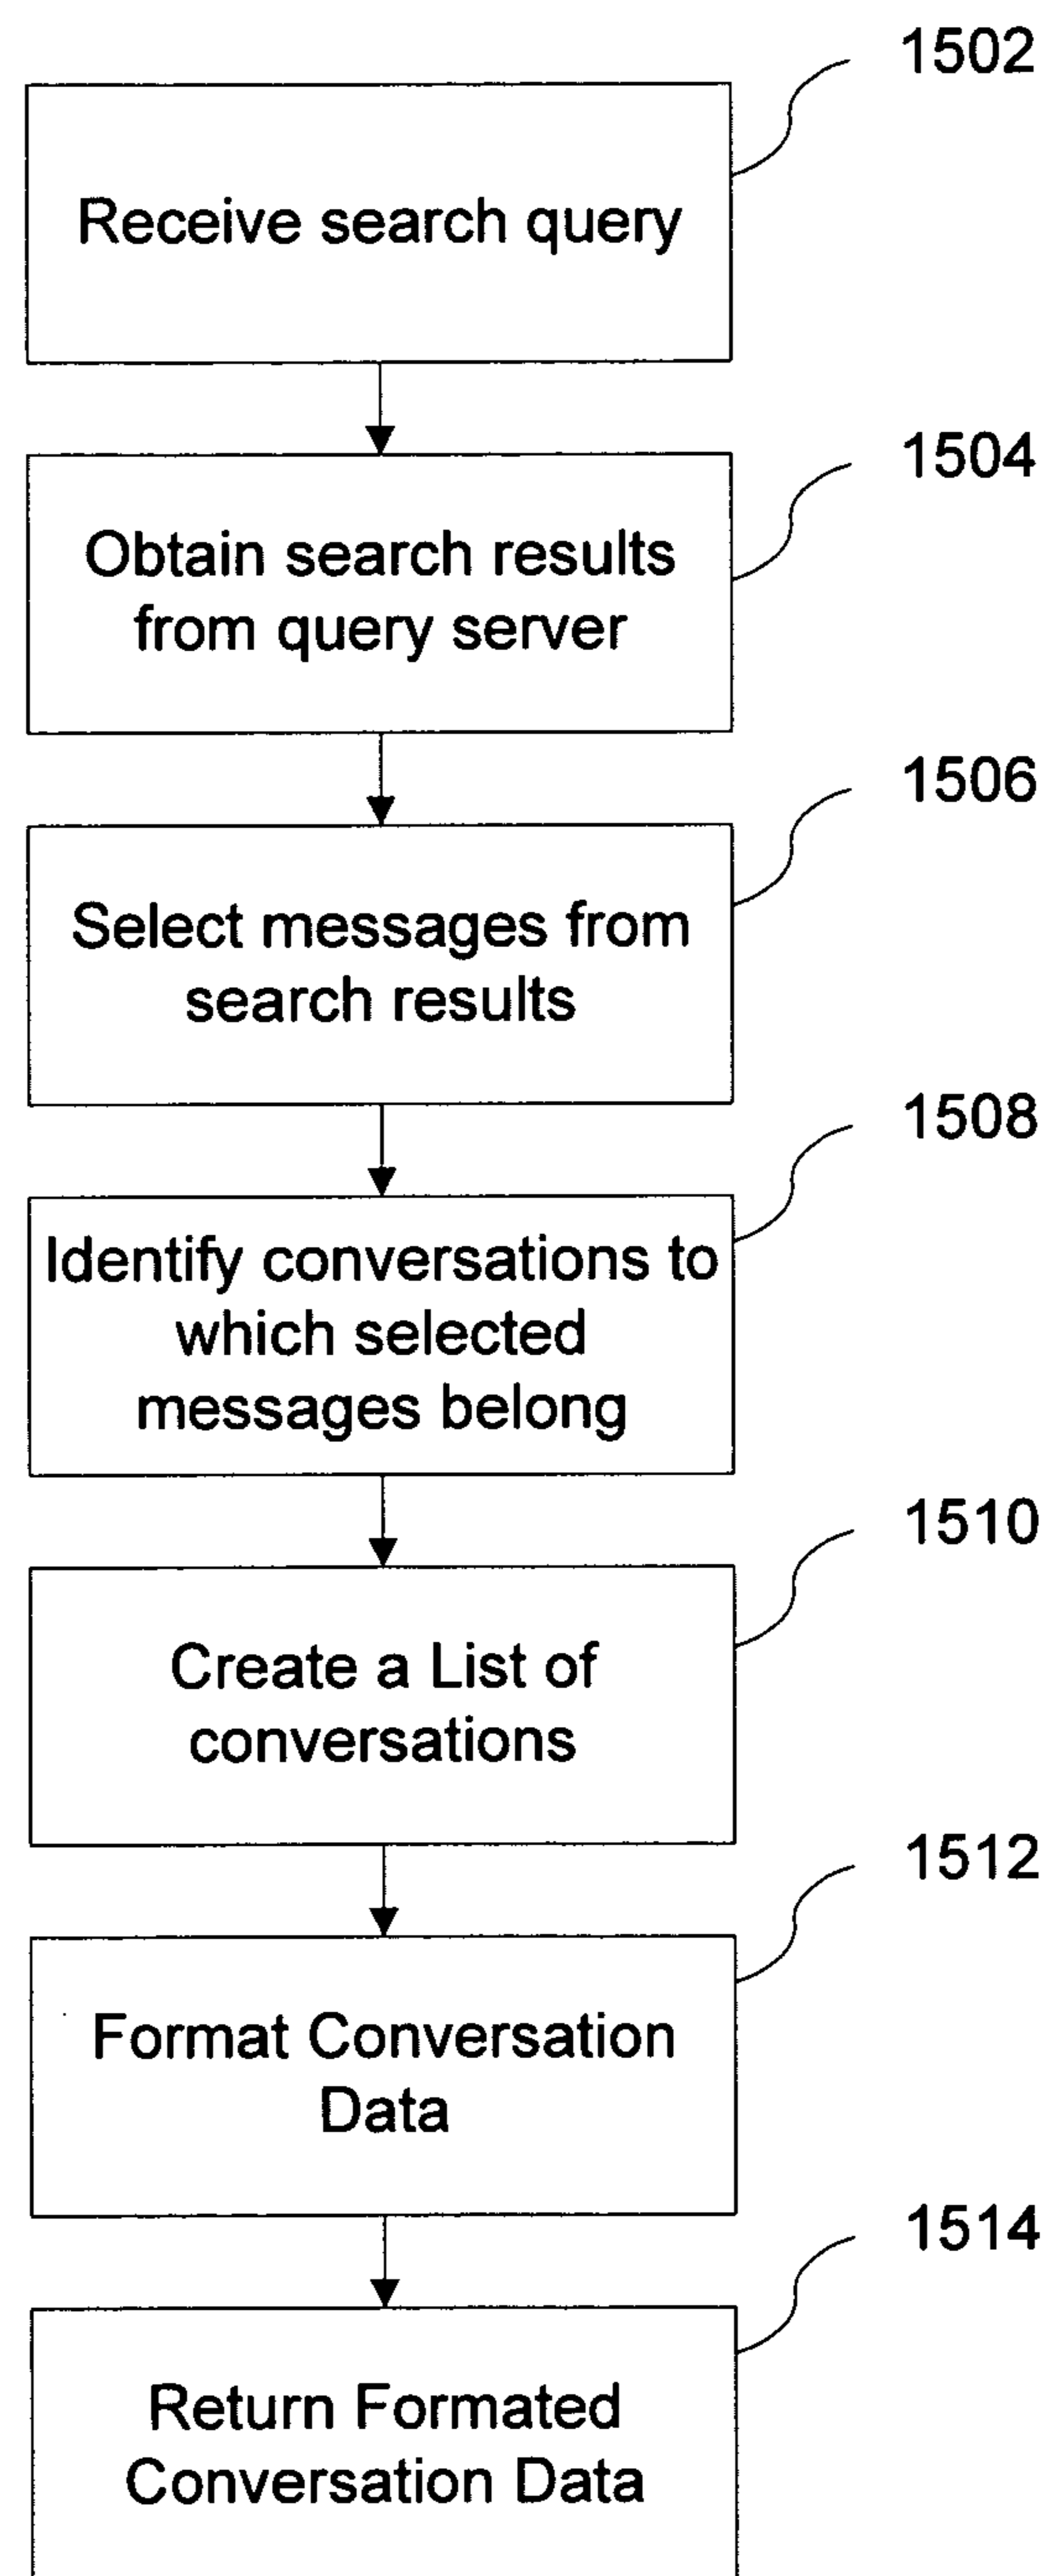 1502
Receive search query
1504
Obtain search results
from query server
1506
Select messages from
search results
1508
Identify conversations to
which selected
messages belong
1510
Create a List of
conversations
1512
Format Conversation
Data
1514
Return Formated
Conversation Data